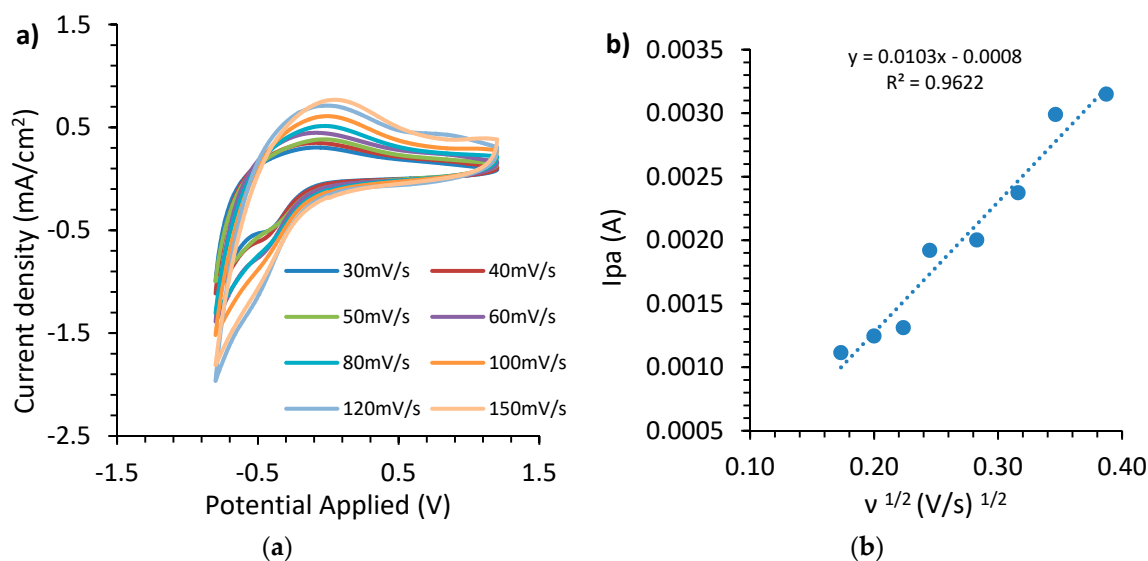 a)
Current density (mA/cm²)
1.5
0.5
-0.5
-1.5
-2.5
-1.5
-0.5
0.5
1.5
Potential Applied (V)
30mV/s
40mV/s
50mV/s
60mV/s
80mV/s
100mV/s
120mV/s
150mV/s
(a)
b)
y = 0.0103x - 0.0008
R² = 0.9622
Ipa (A)
0.0035
0.0030
0.0025
0.0020
0.0015
0.0010
0.0005
0.10
0.20
0.30
0.40
ν ¹/² (V/s) ¹/²
(b)